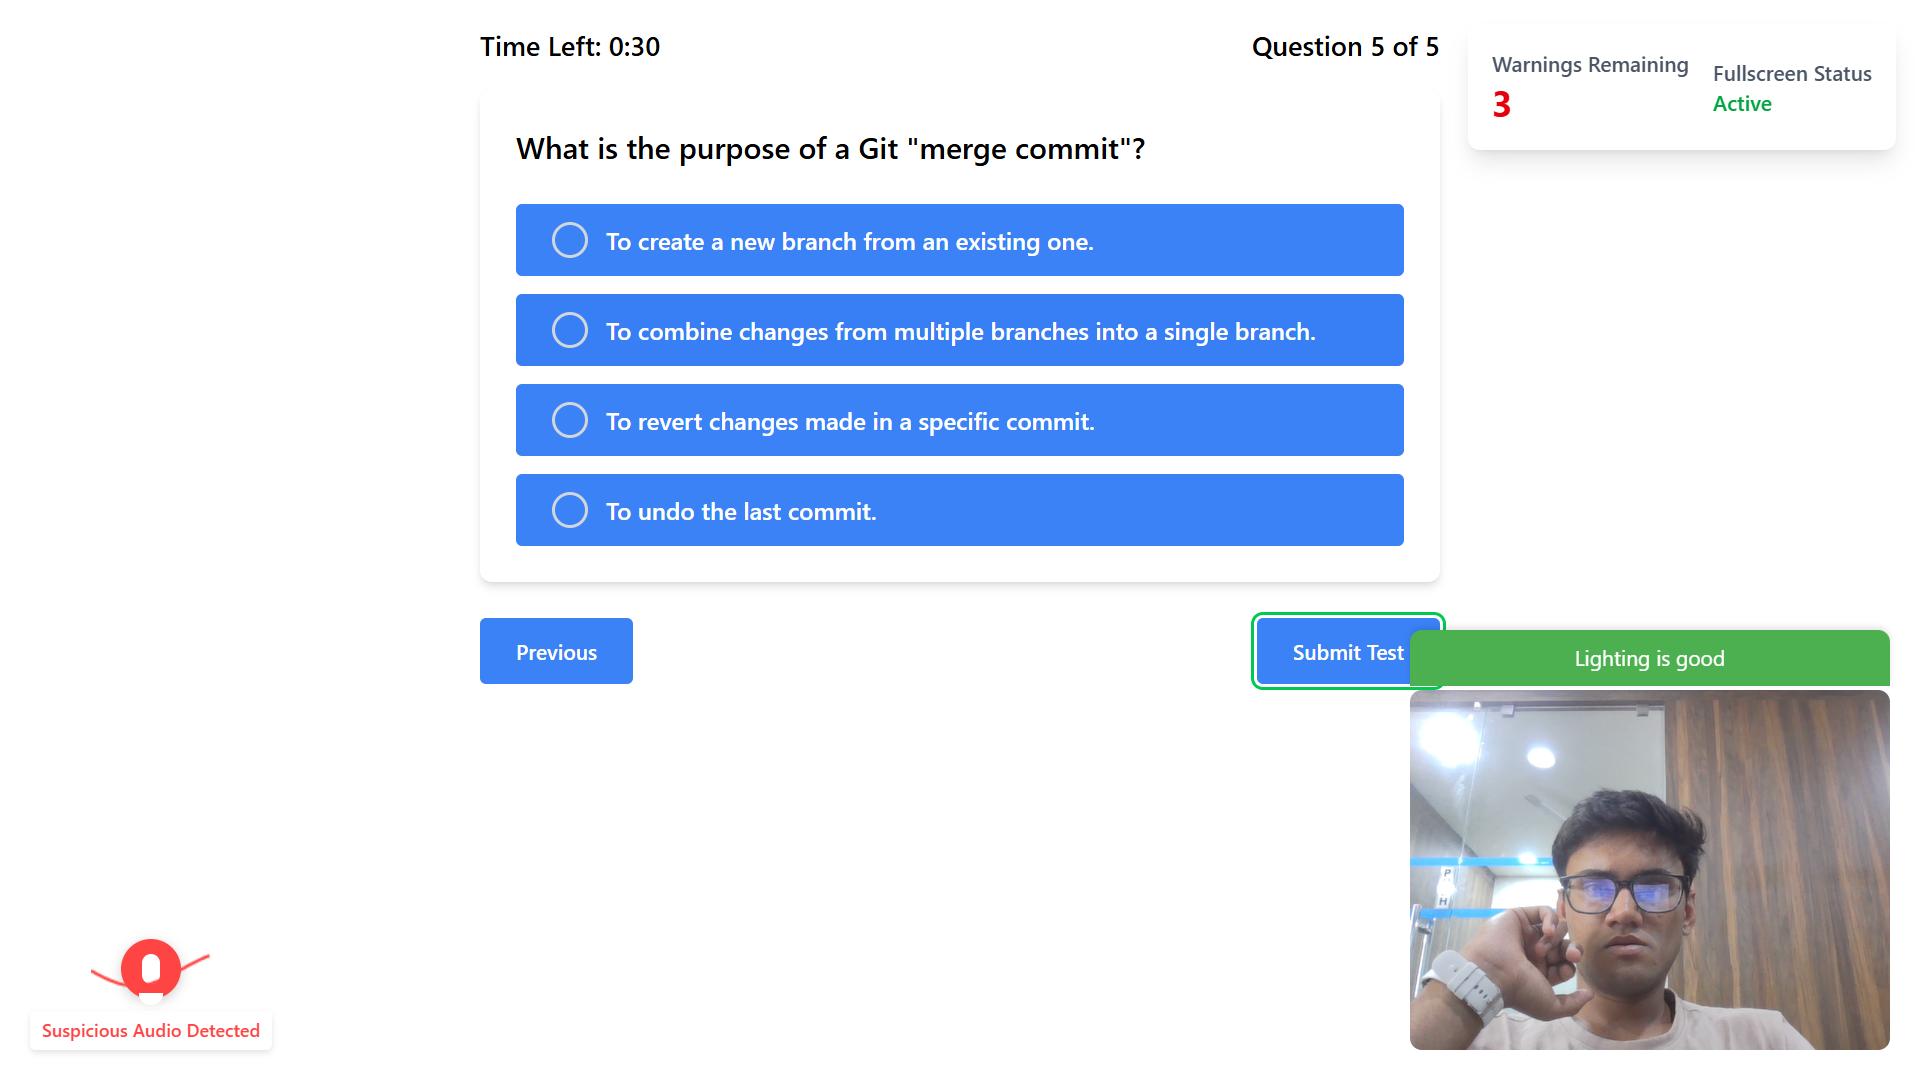 Time Left: 0:30
Question 5 of 5
Warnings Remaining
3
Fullscreen Status
Active
What is the purpose of a Git "merge commit"?
To create a new branch from an existing one.
To combine changes from multiple branches into a single branch.
To revert changes made in a specific commit.
To undo the last commit.
Previous
Submit Test
Lighting is good
P
H
Suspicious Audio Detected